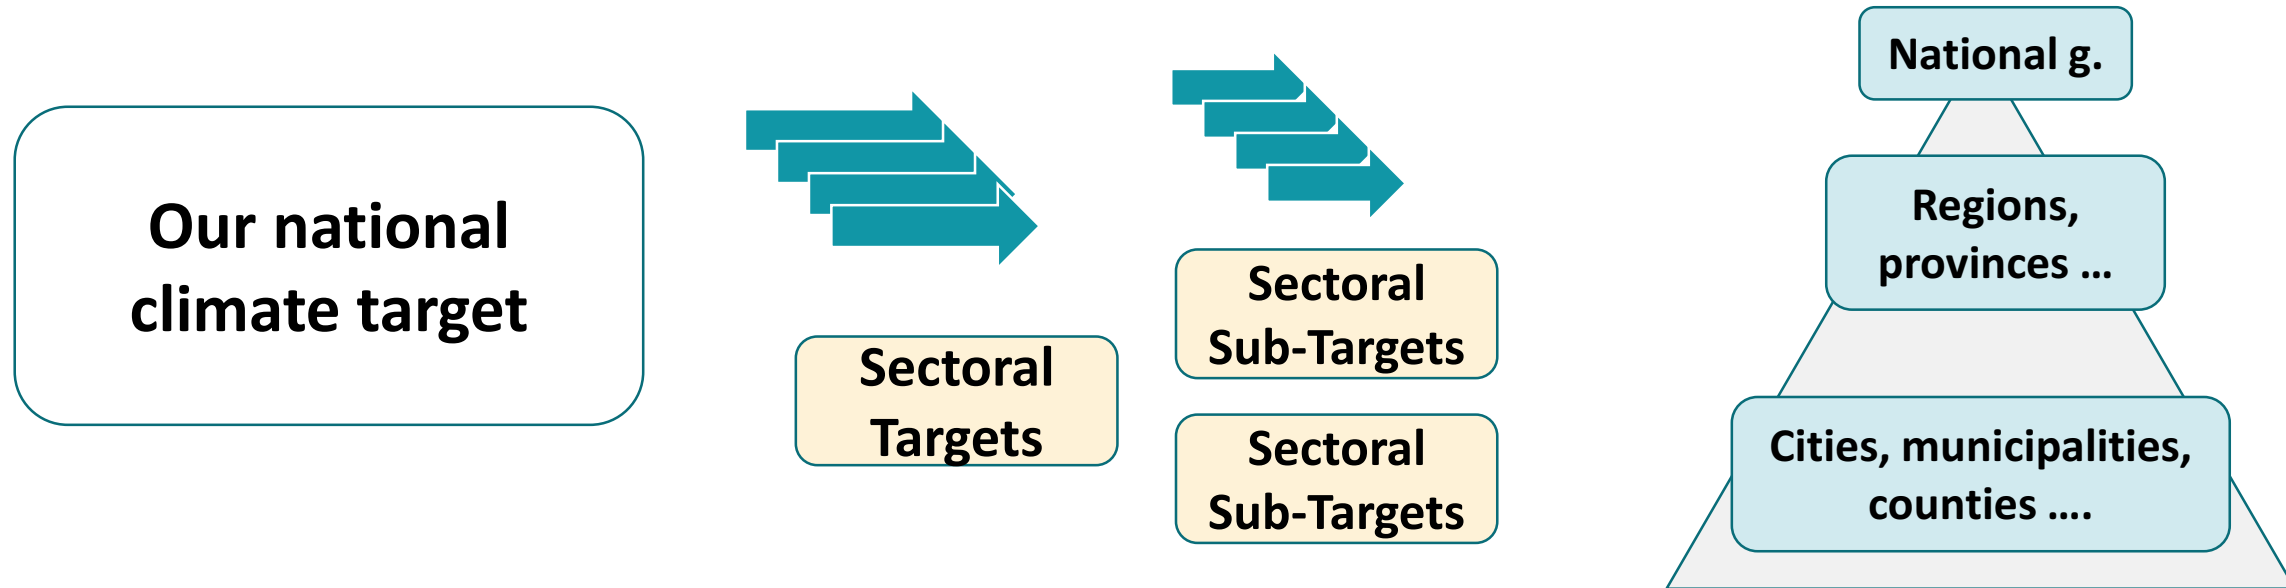 Our national
climate target
Sectoral
Targets
Sectoral
Sub-Targets
Sectoral
Sub-Targets
National g.
Regions,
provinces ...
Cities, municipalities,
counties ....